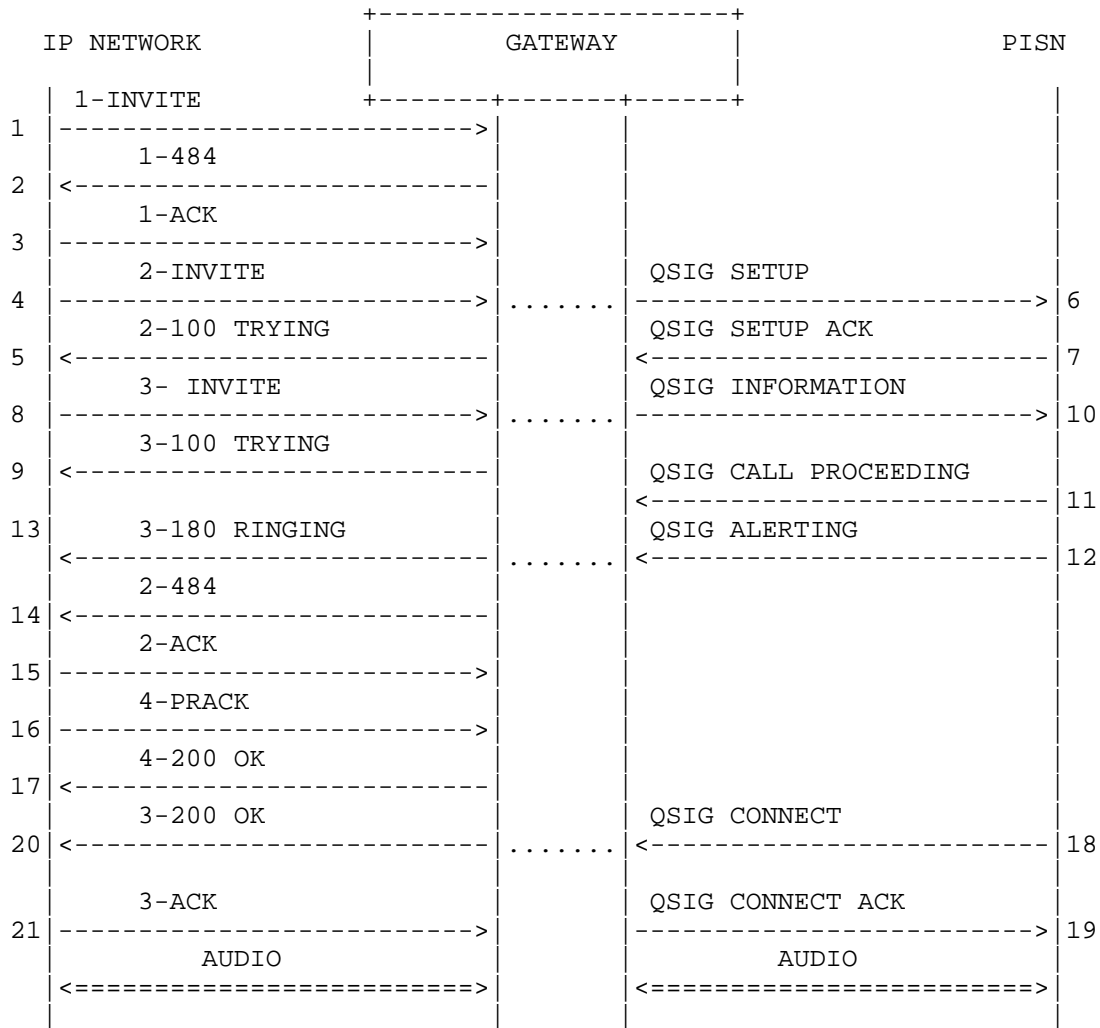 IP NETWORK GATEWAY PISN
1-INVITE
1
1-484
2
1-ACK
3
2-INVITE QSIG SETUP
4 6
2-100 TRYING QSIG SETUP ACK
5 7
3- INVITE QSIG INFORMATION
8 10
3-100 TRYING
9 QSIG CALL PROCEEDING
11
13 3-180 RINGING QSIG ALERTING
12
2-484
14
2-ACK
15
4-PRACK
16
4-200 OK
17
3-200 OK QSIG CONNECT
20 18
3-ACK QSIG CONNECT ACK
21 19
AUDIO AUDIO